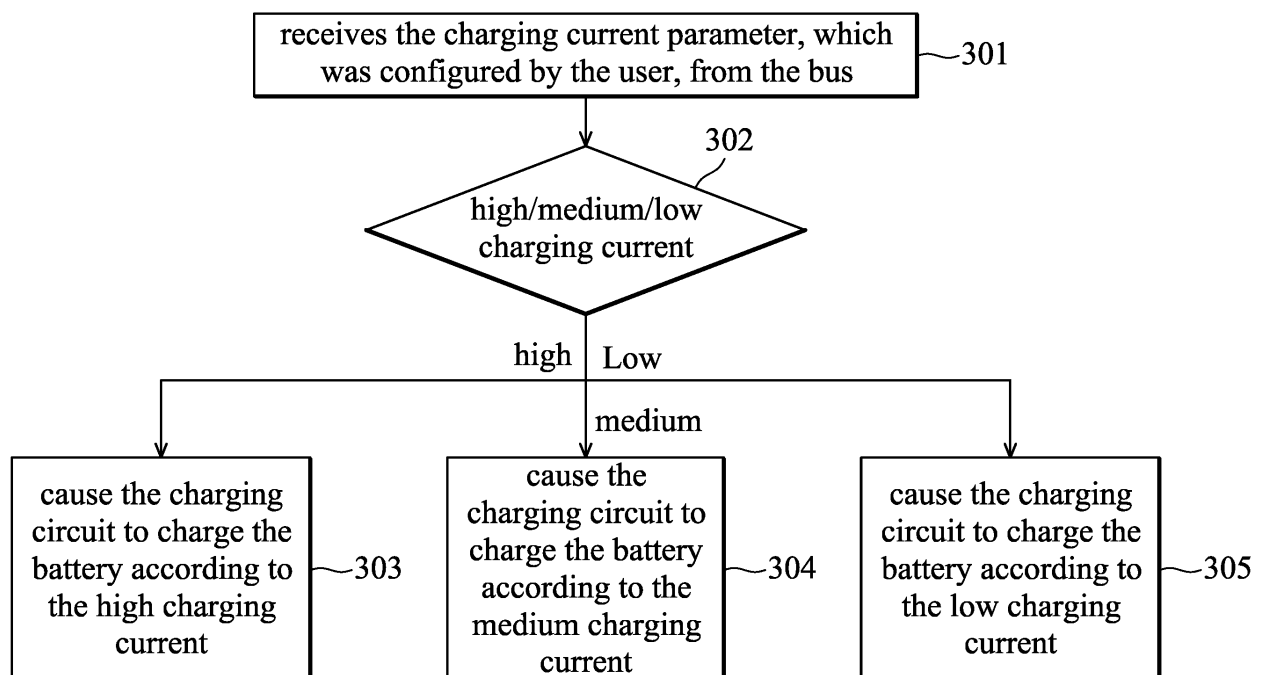 receives the charging current parameter, which
was configured by the user, from the bus
301
302
high/medium/low
charging current
high
Low
medium
cause the charging
circuit to charge the
battery according to
the high charging
current
303
cause the
charging circuit to
charge the battery
according to the
medium charging
current
304
cause the charging
circuit to charge the
battery according to
the low charging
current
305